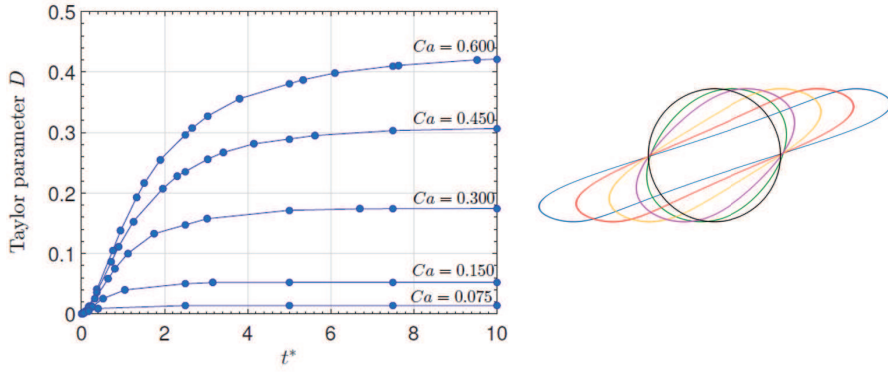 0.5
0.4
0.3
0.2
0.1
0
Taylor parameter D
Ca = 0.600
Ca = 0.450
Ca = 0.300
Ca = 0.150
Ca = 0.075
0 2 4 6 8 10
t*